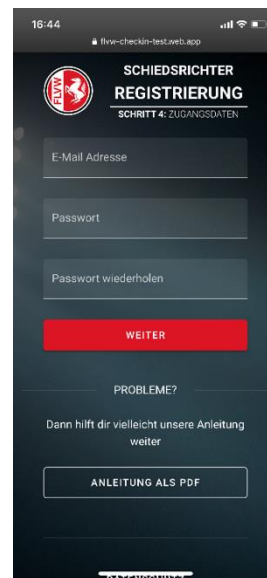 16:44
flvw-checkin-test.web.app
FLVW
SCHIEDSRICHTER
REGISTRIERUNG
SCHRITT 4: ZUGANGSDATEN
E-Mail Adresse
Passwort
Passwort wiederholen
WEITER
PROBLEME?
Dann hilft dir vielleicht unsere Anleitung
weiter
ANLEITUNG ALS PDF
DATENSCHUTZ